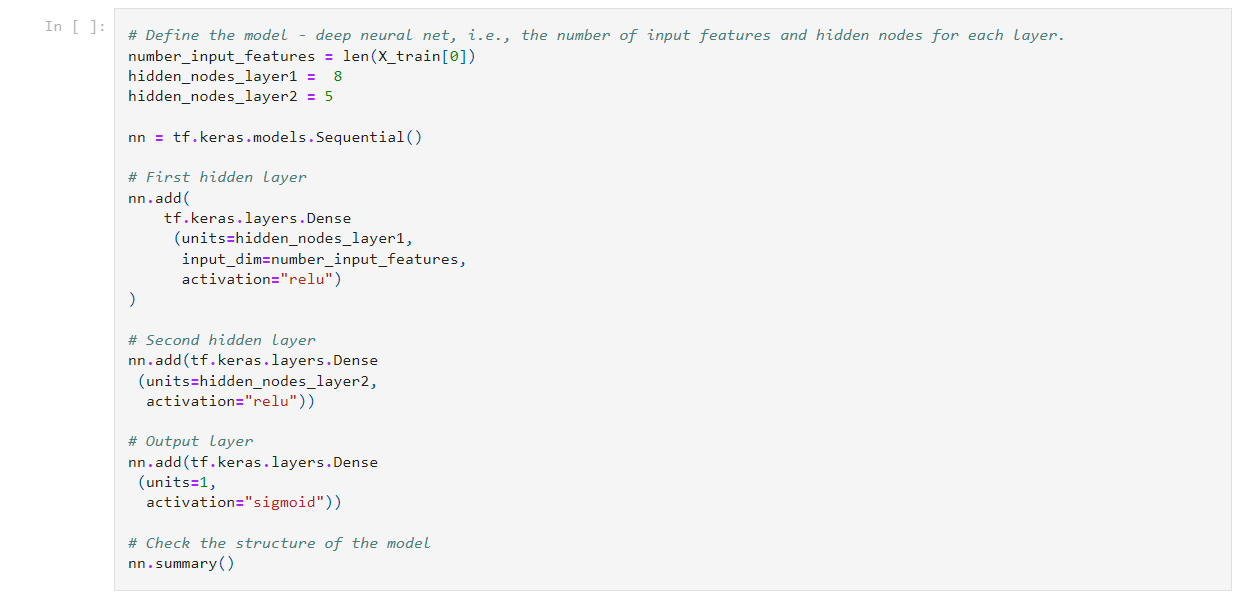 In [ ]:
# Define the model - deep neural net, i.e., the number of input features and hidden nodes for each layer.
number_input_features = len(X_train[0])
hidden_nodes_layer1 =  8
hidden_nodes_layer2 = 5

nn = tf.keras.models.Sequential()

# First hidden layer
nn.add(
    tf.keras.layers.Dense
     (units=hidden_nodes_layer1,
      input_dim=number_input_features,
      activation="relu")
)

# Second hidden layer
nn.add(tf.keras.layers.Dense
 (units=hidden_nodes_layer2,
  activation="relu"))

# Output layer
nn.add(tf.keras.layers.Dense
 (units=1,
  activation="sigmoid"))

# Check the structure of the model
nn.summary()